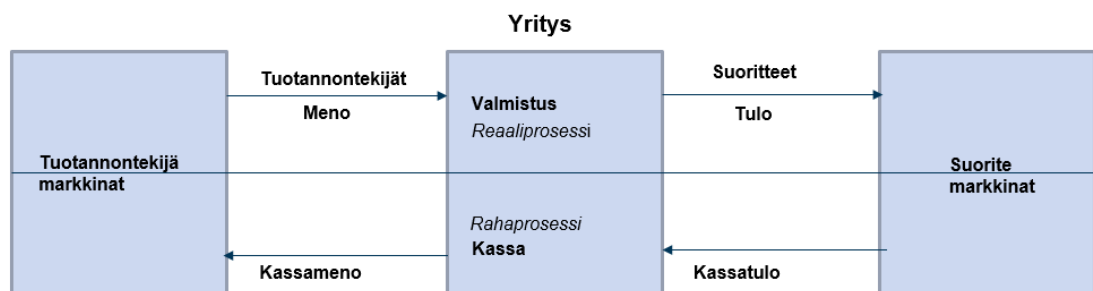 Yritys
Tuotannontekijät
Meno
Suoritteet
Tulo
Valmistus
Reaaliprosessi
Tuotannontekijä
markkinat
Suorite
markkinat
Rahaprosessi
Kassa
Kassameno
Kassatulo